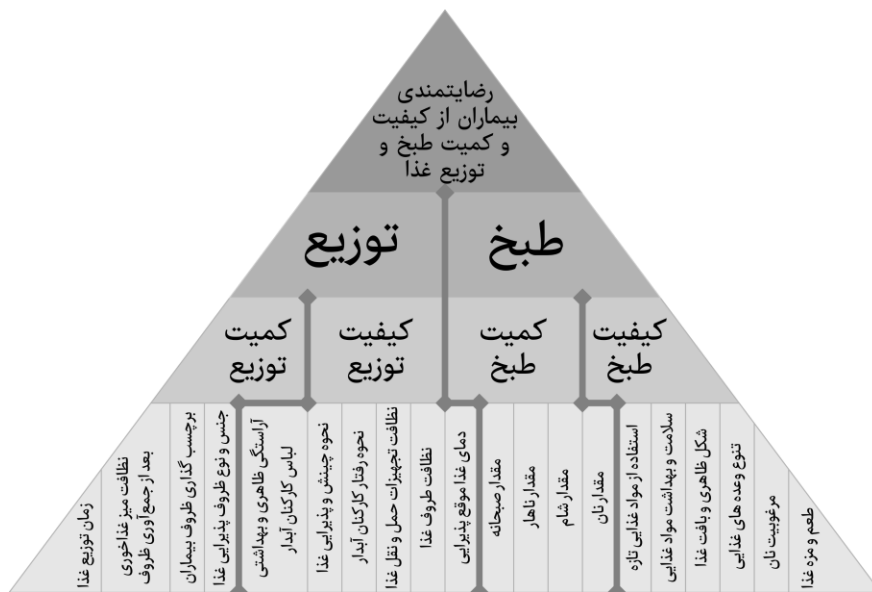 رضایتمندی
بیماران از کیفیت
و کمیت طبخ و
توزیع غذا
طبخ
توزیع
کیفیت
طبخ
کمیت
طبخ
کیفیت
توزیع
کمیت
توزیع
طعم و مزه غذا
مرغوبیت نان
تنوع وعده های غذایی
شکل ظاهری و بافت غذا
سلامت و بهداشت مواد غذایی
استفاده از مواد غذایی تازه
مقدار نان
مقدار شام
مقدار ناهار
مقدار صبحانه
دمای غذا موقع پذیرایی
نظافت ظروف غذا
نظافت تجهیزات حمل و نقل غذا
نحوه رفتار کارکنان آبدار
نحوه چینش و پذیرایی غذا
آراستگی ظاهری و بهداشتی
لباس کارکنان آبدار
جنس و نوع ظروف پذیرایی غذا
برچسب گذاری ظروف بیماران
نظافت میز غذاخوری
بعد از جمع‌آوری ظروف
زمان توزیع غذا